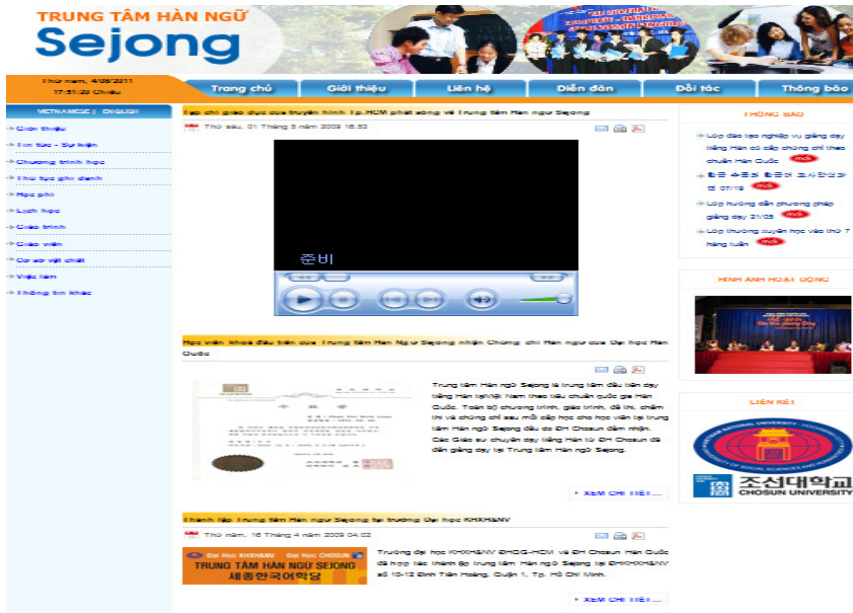 TRUNG TÂM HÀN NGỮ
Sejong
Thứ năm, 4/08/2011
17:51:20 Chiều
Trang chủ
Giới thiệu
Liên hệ
Diễn đàn
Đối tác
Thông báo
VIETNAMESE | ENGLISH
Giới thiệu
Tin tức - Sự kiện
Chương trình học
Thủ tục ghi danh
Học phí
Lịch học
Giáo trình
Giáo viên
Cơ sở vật chất
Việc làm
Thông tin khác
Tạp chí giáo dục của truyền hình Tp.HCM phát sóng về Trung tâm Hàn ngữ Sejong
Thứ sáu, 01 Tháng 5 năm 2009 16:53
준비
Học viên khoá đầu tiên của Trung tâm Hàn Ngữ Sejong nhận Chứng chỉ Hàn ngữ của Đại học Hàn
Quốc
Trung tâm Hàn ngữ Sejong là trung tâm đầu tiên dạy
tiếng Hàn tạiViệt Nam theo tiêu chuẩn quốc gia Hàn
Quốc. Toàn bộ chương trình, giáo trình, đề thi, chấm
thi và chứng chỉ sau mỗi cấp học cho học viên tại trung
tâm Hàn ngữ Sejong đều do ĐH Chosun đảm nhận.
Các Giáo sư chuyên dạy tiếng Hàn từ ĐH Chosun đã
đến giảng dạy tại Trung tâm Hàn ngữ Sejong.
XEM CHI TIẾT...
Thành lập Trung tâm Hàn ngữ Sejong tại trường Đại học KHXH&NV
Thứ năm, 16 Tháng 4 năm 2009 04:02
Đại Học KHXH&NV Đại Học CHOSUN
TRUNG TÂM HÀN NGỮ SEJONG
세종한국어학당
Trường đại học KHXH&NV ĐHQG-HCM và ĐH Chosun Hàn Quốc
đã hợp tác thành lập trung tâm Hàn ngữ Sejong tại ĐHKHXH&NV
số 10-12 Đinh Tiên Hoàng, Quận 1, Tp. Hồ Chí Minh.
XEM CHI TIẾT...
THÔNG BÁO
Lớp đào tạo nghiệp vụ giảng dạy
tiếng Hàn có cấp chứng chỉ theo
chuẩn Hàn Quốc mới
07/18 mới
Lớp hướng dẫn phương pháp
giảng dạy 21/05 mới
Lớp thường xuyên học vào thứ 7
hàng tuần mới
HÌNH ẢNH HOẠT ĐỘNG
LIÊN KẾT
조선대학교
CHOSUN UNIVERSITY